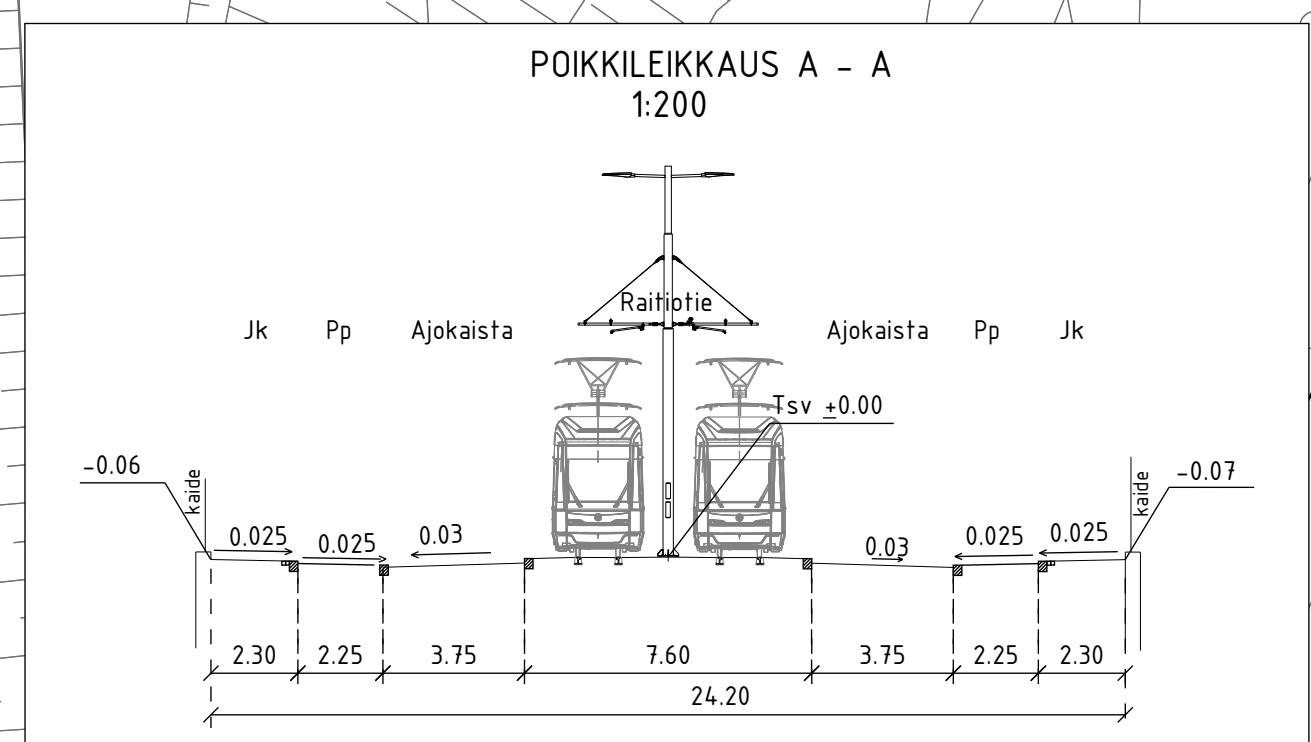 POIKKILEIKKAUS A - A
1:200
Raitiotie
Jk Pp Ajokaista Ajokaista Pp Jk
Tsv ±0.00
-0.06 kaide kaide -0.07
0.025 0.025 0.03 0.03 0.025 0.025
2.30 2.25 3.75 7.60 3.75 2.25 2.30
24.20